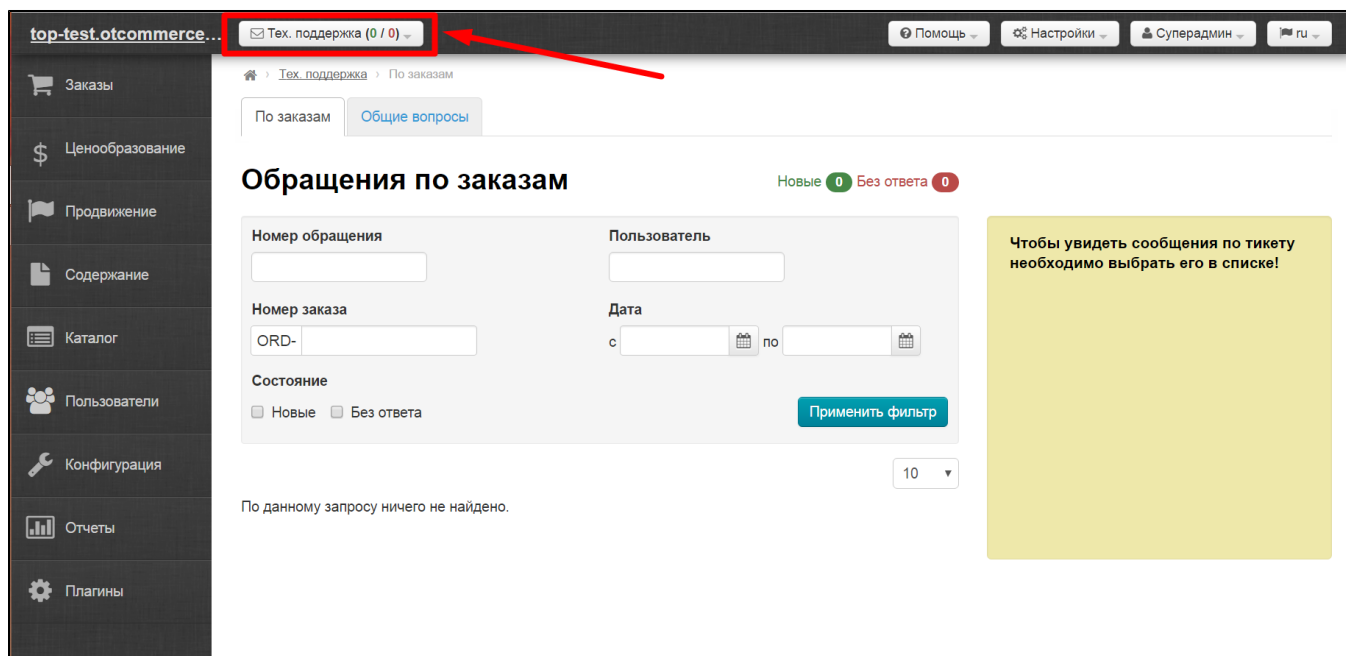 top-test.otcommerce... Тех. поддержка (0 / 0) Помощь Настройки Суперадмин ru
Тех. поддержка По заказам
Заказы
По заказам Общие вопросы
Ценообразование
Обращения по заказам Новые 0 Без ответа 0
Продвижение
Номер обращения Пользователь
Чтобы увидеть сообщения по тикету
необходимо выбрать его в списке!
Содержание
Номер заказа Дата
Каталог
ORD- с по
Состояние
Пользователи
Новые Без ответа Применить фильтр
Конфигурация
10
По данному запросу ничего не найдено.
Отчеты
Плагины